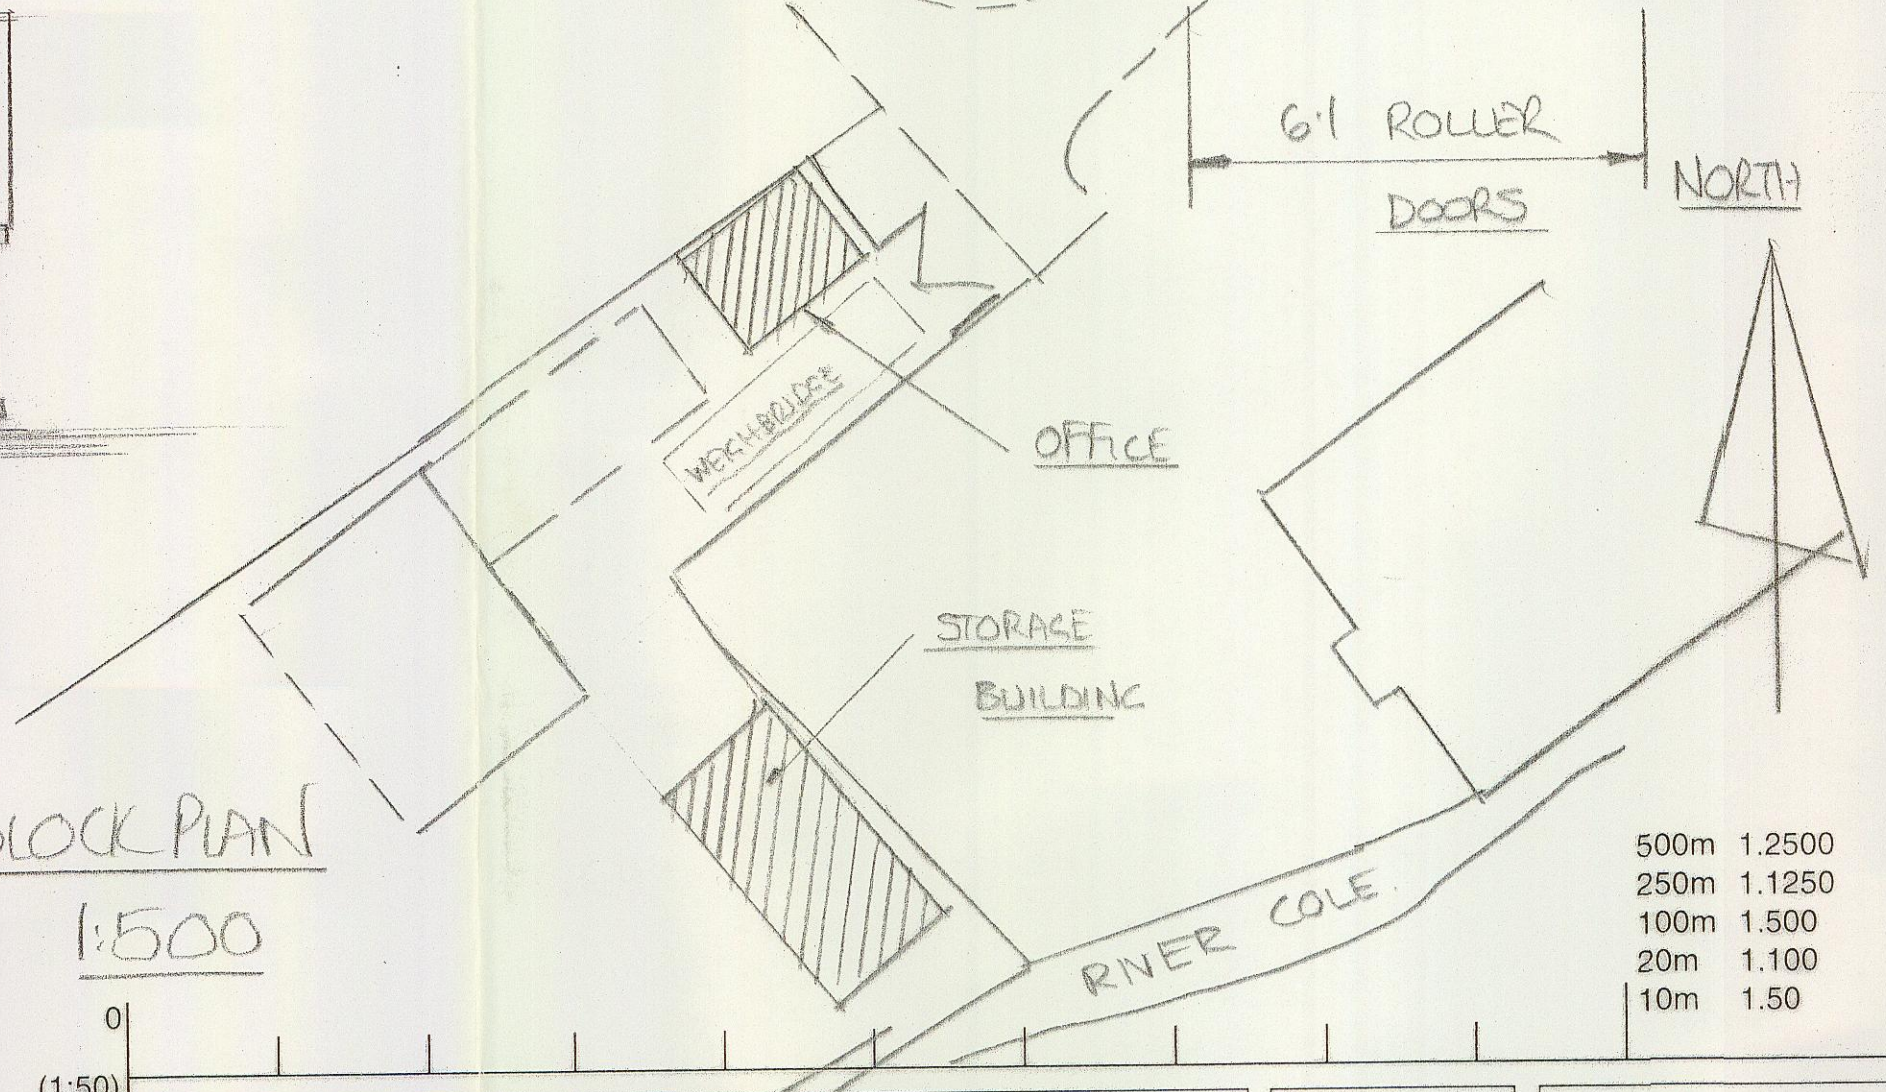 6.1 ROLLER
DOORS
NORTH
WEIGHBRIDGE
OFFICE
STORAGE
BUILDING
BLOCK PLAN
1:500
RIVER COLE.
500m 1.2500
250m 1.1250
100m 1.500
20m 1.100
10m 1.50
0
(1:50)